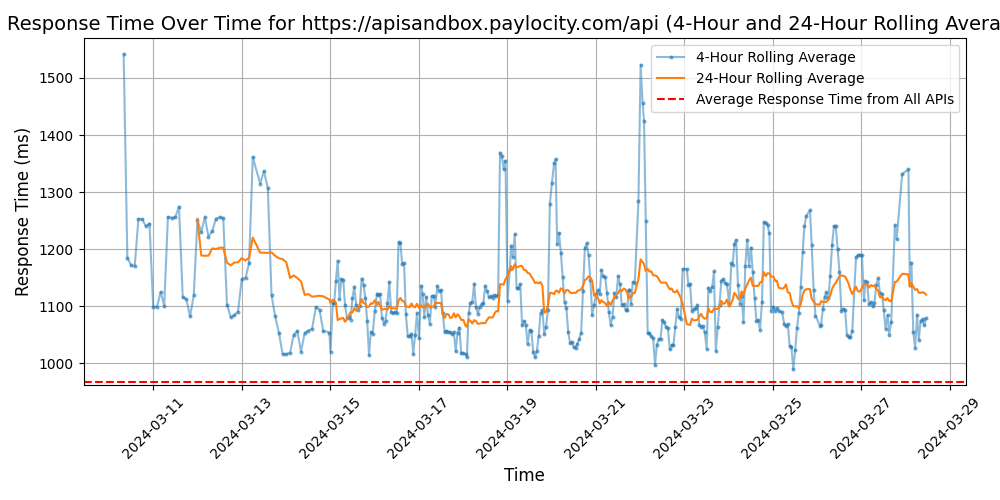 Response Time Over Time for https://apisandbox.paylocity.com/api (4-Hour and 24-Hour Rolling Avera
4-Hour Rolling Average
24-Hour Rolling Average
Average Response Time from All APIs
Response Time (ms)
1500
1400
1300
1200
1100
1000
2024-03-11
2024-03-13
2024-03-15
2024-03-17
2024-03-19
2024-03-21
2024-03-23
2024-03-25
2024-03-27
2024-03-29
Time